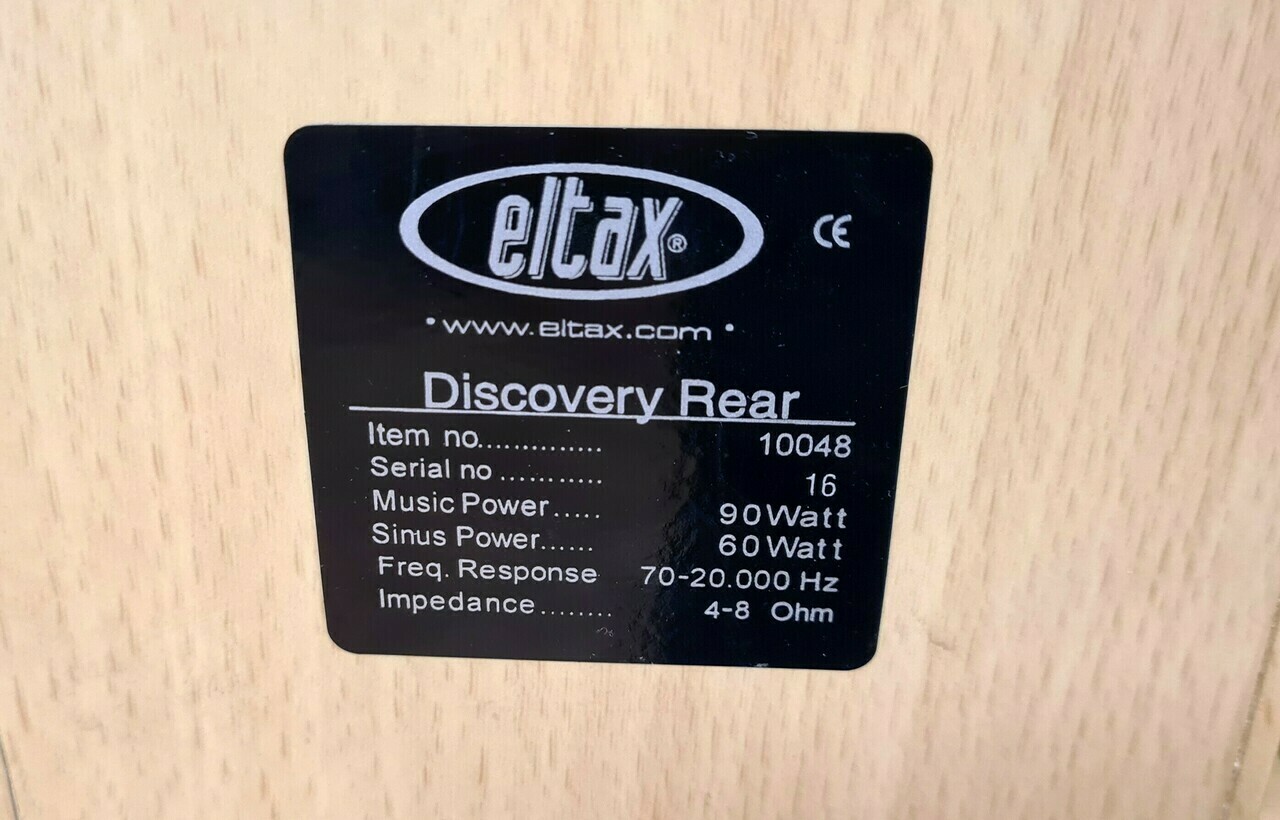 eltax®
CE
• www.eltax.com •
Discovery Rear
Item no.............. 10048
Serial no ........... 16
Music Power..... 90Watt
Sinus Power...... 60Watt
Freq. Response 70-20.000 Hz
Impedance........ 4-8 Ohm